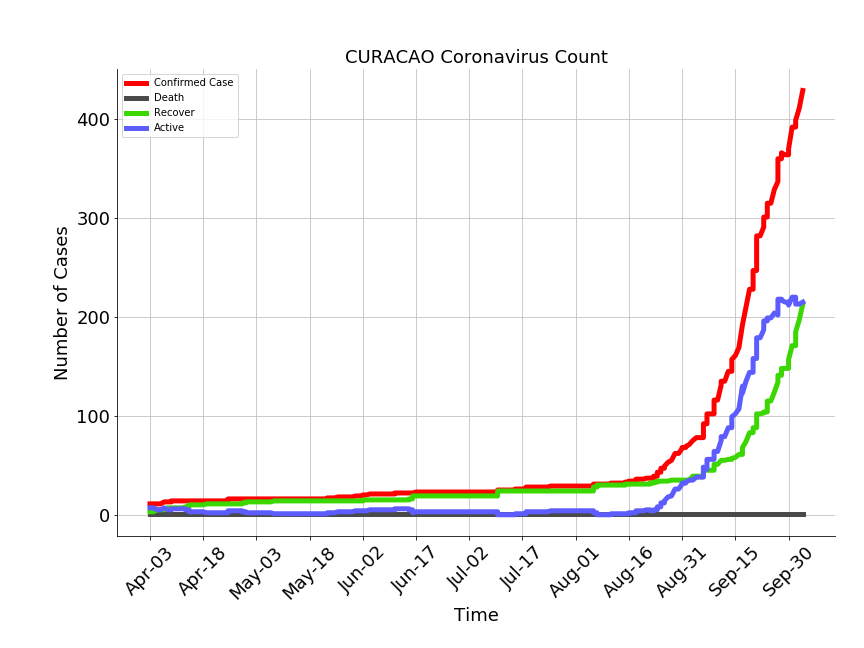 CURACAO Coronavirus Count
Confirmed Case
Death
Recover
Active
Number of Cases
400
300
200
100
0
Apr-03
Apr-18
May-03
May-18
Jun-02
Jun-17
Jul-02
Jul-17
Aug-01
Aug-16
Aug-31
Sep-15
Sep-30
Time